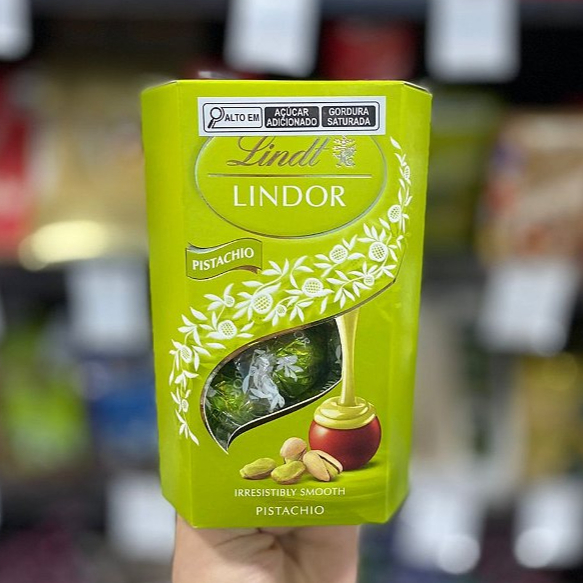 ALTO EM AÇÚCAR ADICIONADO GORDURA SATURADA
Lindt
LINDOR
PISTACHIO
IRRESISTIBLY SMOOTH
PISTACHIO